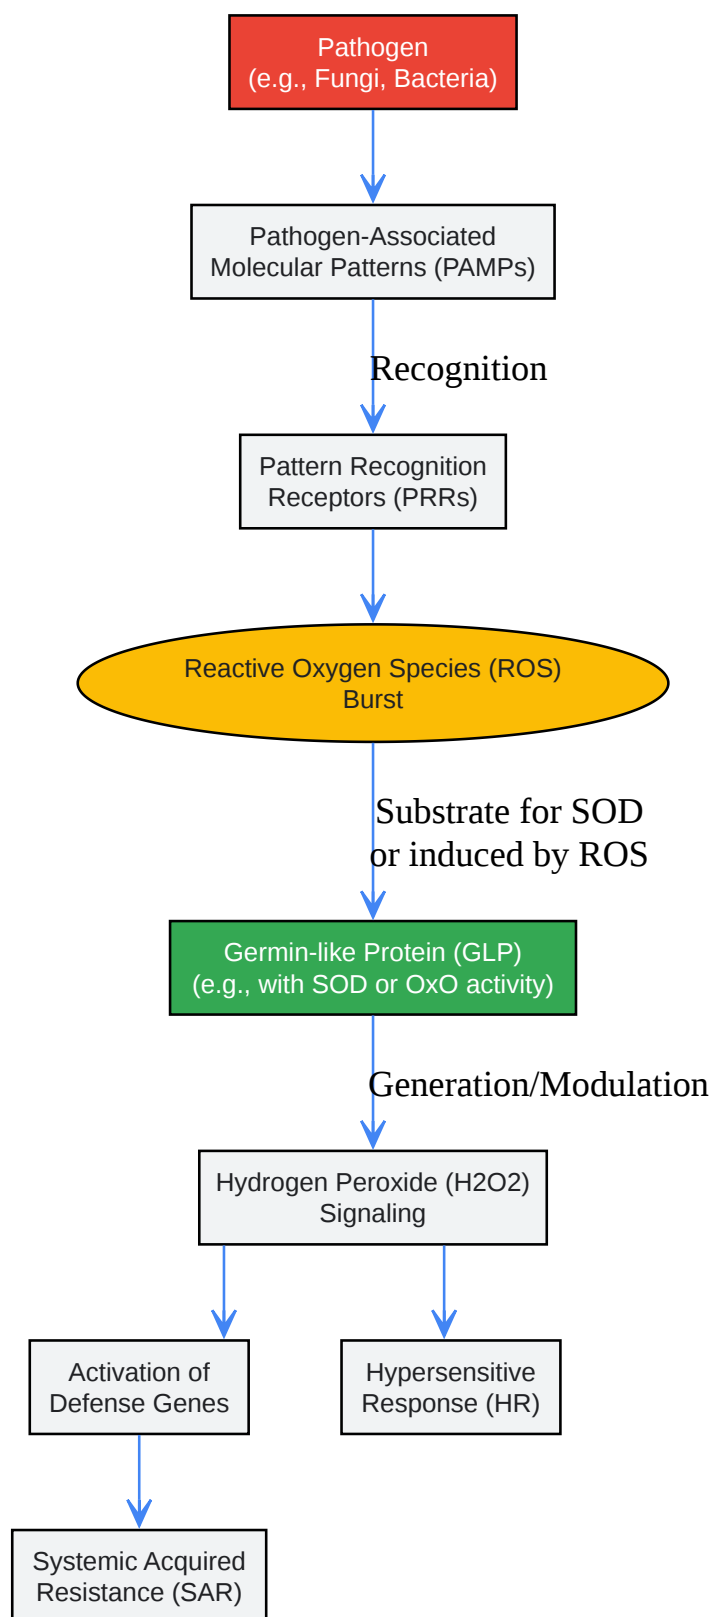 Pathogen
(e.g., Fungi, Bacteria)
Pathogen-Associated
Molecular Patterns (PAMPs)
Recognition
Pattern Recognition
Receptors (PRRs)
Reactive Oxygen Species (ROS)
Burst
Substrate for SOD
or induced by ROS
Germin-like Protein (GLP)
(e.g., with SOD or OxO activity)
Generation/Modulation
Hydrogen Peroxide (H2O2)
Signaling
Activation of
Defense Genes
Hypersensitive
Response (HR)
Systemic Acquired
Resistance (SAR)